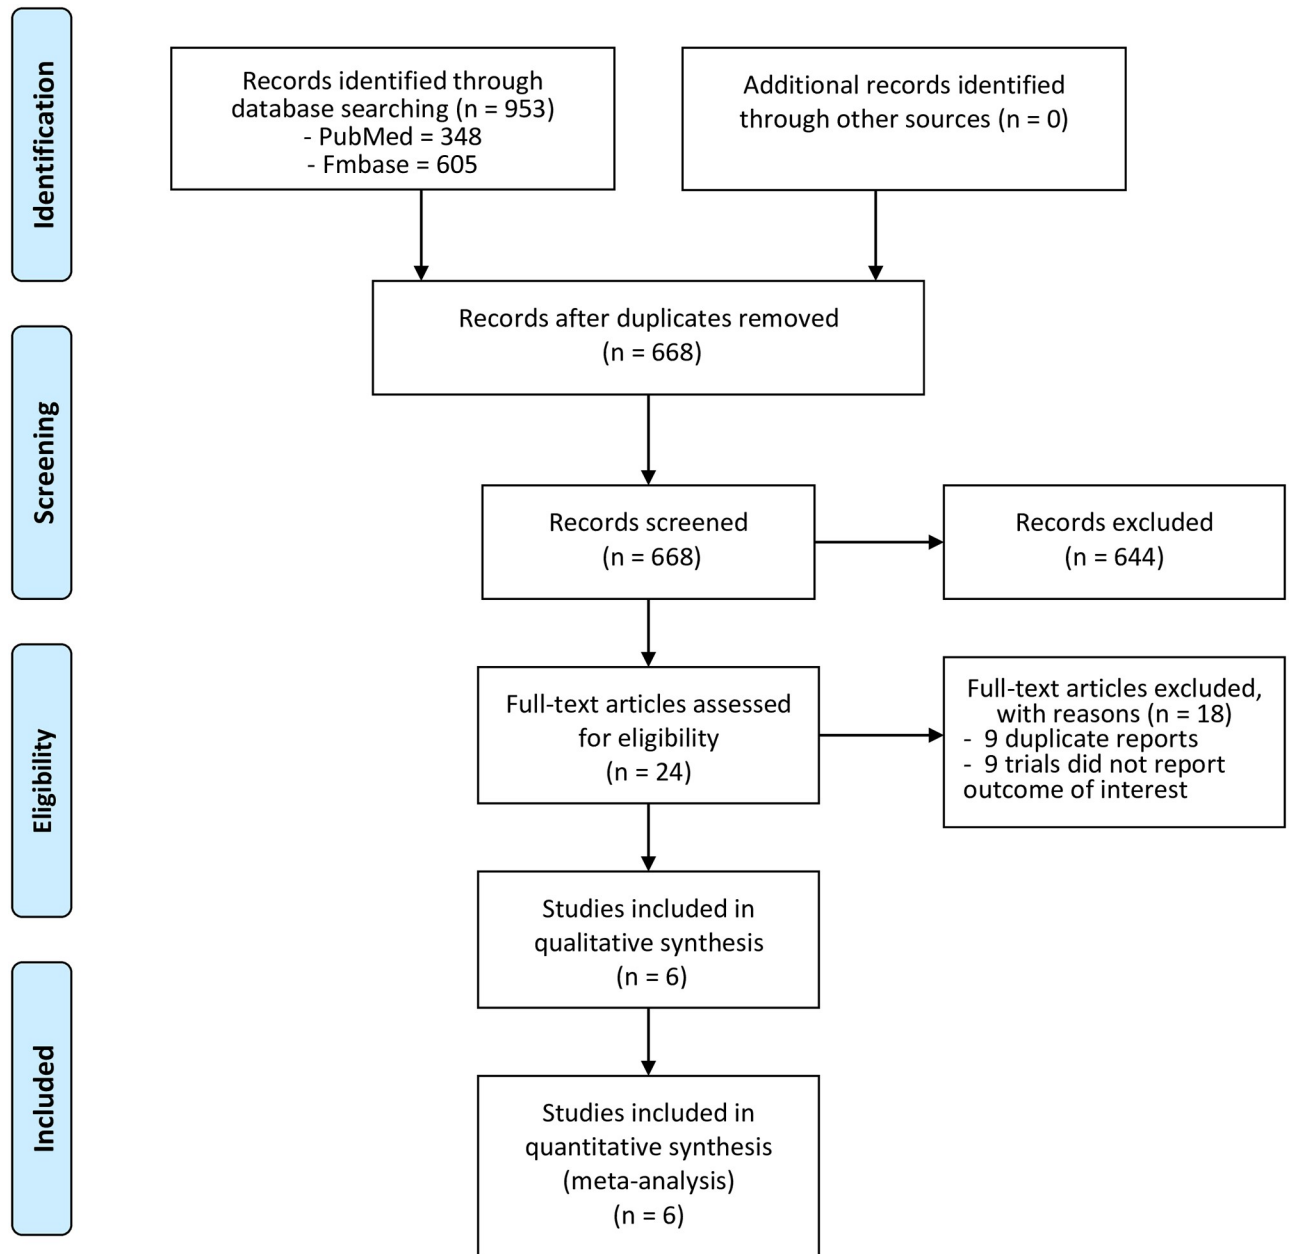 Identification
Records identified through
database searching (n = 953)
- PubMed = 348
- Fmbase = 605
Additional records identified
through other sources (n = 0)
Records after duplicates removed
(n = 668)
Screening
Records screened
(n = 668)
Records excluded
(n = 644)
Eligibility
Full-text articles assessed
for eligibility
(n = 24)
Full-text articles excluded,
with reasons (n = 18)
- 9 duplicate reports
- 9 trials did not report
outcome of interest
Studies included in
qualitative synthesis
(n = 6)
Included
Studies included in
quantitative synthesis
(meta-analysis)
(n = 6)